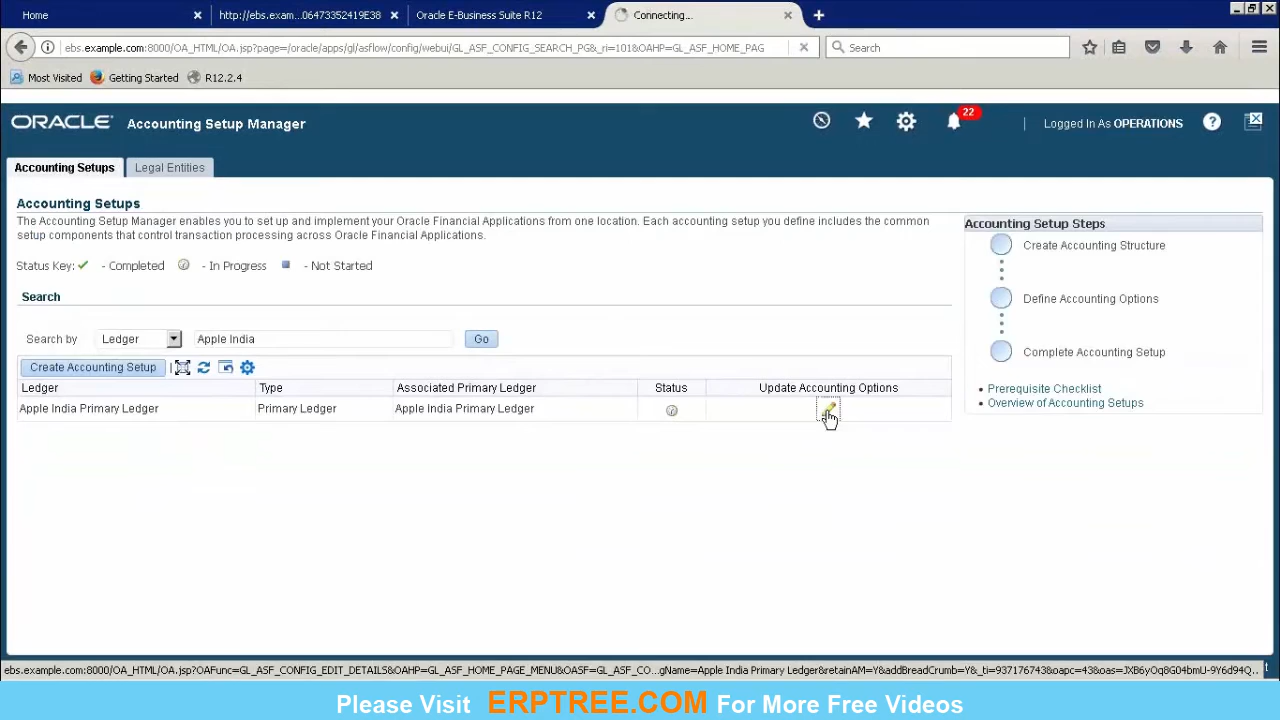 Home
http://ebs.exam...06473352419E38
Oracle E-Business Suite R12
Connecting...
ebs.example.com:8000/OA_HTML/OA.jsp?page=/oracle/apps/gl/asflow/config/webui/GL_ASF_CONFIG_SEARCH_PG&_ri=101&OAHP=GL_ASF_HOME_PAG
Search
Most Visited
Getting Started
R12.2.4
ORACLE Accounting Setup Manager
22
Logged In As OPERATIONS
Accounting Setups
Legal Entities
Accounting Setups
The Accounting Setup Manager enables you to set up and implement your Oracle Financial Applications from one location. Each accounting setup you define includes the common
setup components that control transaction processing across Oracle Financial Applications.
Status Key: - Completed - In Progress - Not Started
Search
Search by Ledger Apple India Go
Create Accounting Setup
Ledger Type Associated Primary Ledger Status Update Accounting Options
Apple India Primary Ledger Primary Ledger Apple India Primary Ledger
Accounting Setup Steps
Create Accounting Structure
Define Accounting Options
Complete Accounting Setup
Prerequisite Checklist
Overview of Accounting Setups
ebs.example.com:8000/OA_HTML/OA.jsp?OAFunc=GL_ASF_CONFIG_EDIT_DETAILS&OAHP=GL_ASF_HOME_PAGE_MENU&OASF=GL_ASF_CO...gName=Apple India Primary Ledger&retainAM=Y&addBreadCrumb=Y&_ti=937176743&oapc=43&oas=JXB6yOq8G04bmU-9Y6d94Q...
Please Visit ERPTREE.COM For More Free Videos